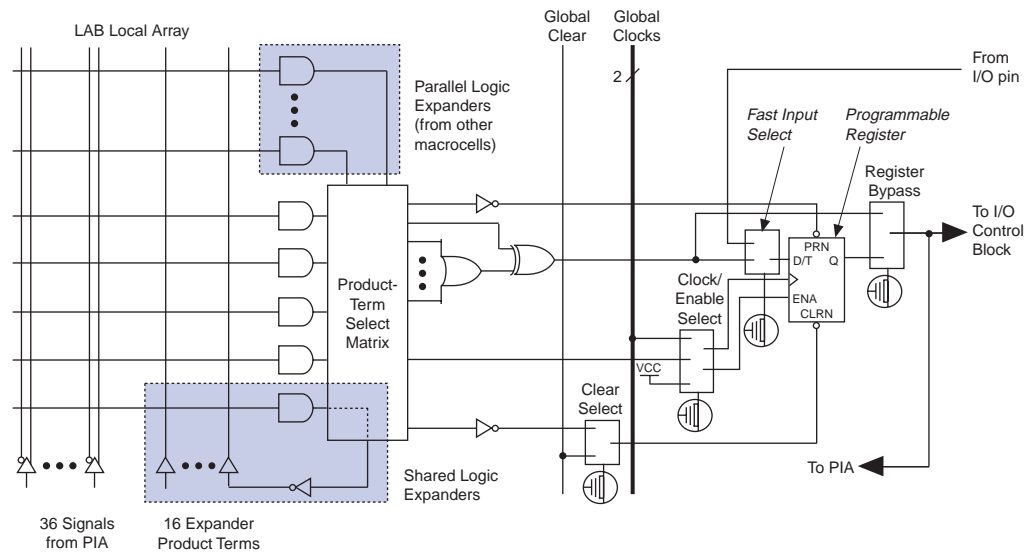 LAB Local Array
Global
Clear
Global
Clocks
2
Parallel Logic
Expanders
(from other
macrocells)
From
I/O pin
Fast Input
Select
Programmable
Register
Register
Bypass
To I/O
Control
Block
PRN
D/T
Q
ENA
CLRN
Product-
Term
Select
Matrix
Clock/
Enable
Select
VCC
Clear
Select
To PIA
Shared Logic
Expanders
36 Signals
from PIA
16 Expander
Product Terms